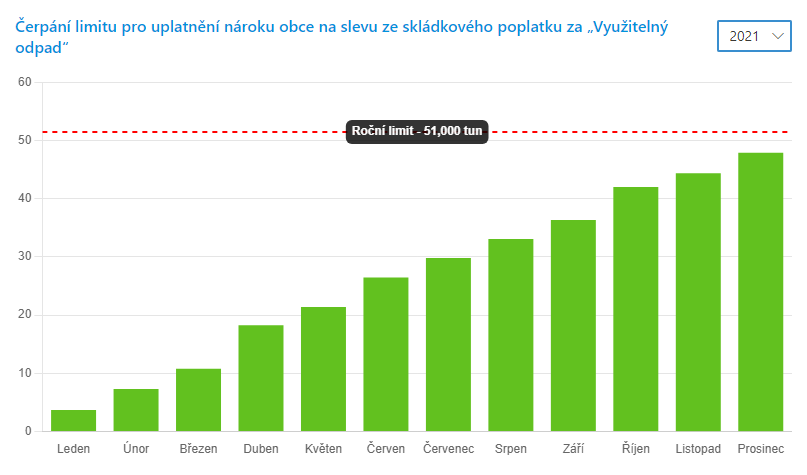 Čerpání limitu pro uplatnění nároku obce na slevu ze skládkového poplatku za „Využitelný
odpad“
2021
60
Roční limit - 51,000 tun
50
40
30
20
10
0
Leden Únor Březen Duben Květen Červen Červenec Srpen Září Říjen Listopad Prosinec